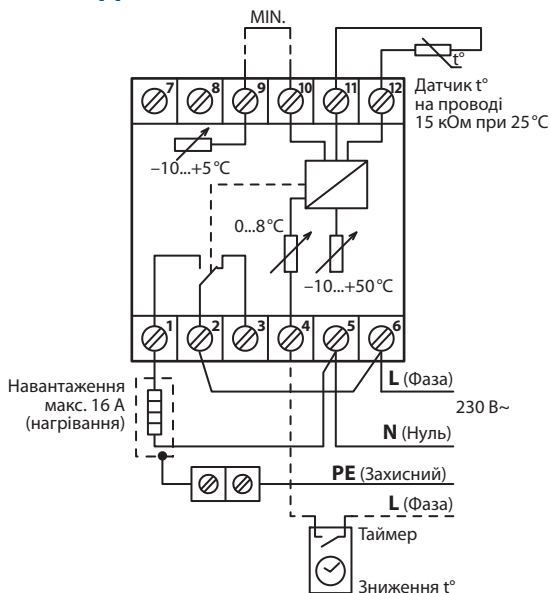 MIN.
7
8
9
10
11
12
t°
Датчик t°
на проводі
15 кОм при 25 °C
–10...+5 °C
0...8 °C
–10...+50 °C
1
2
3
4
5
6
Навантаження
макс. 16 А
(нагрівання)
L (Фаза)
230 В~
N (Нуль)
PE (Захисний)
L (Фаза)
Таймер
Зниження t°